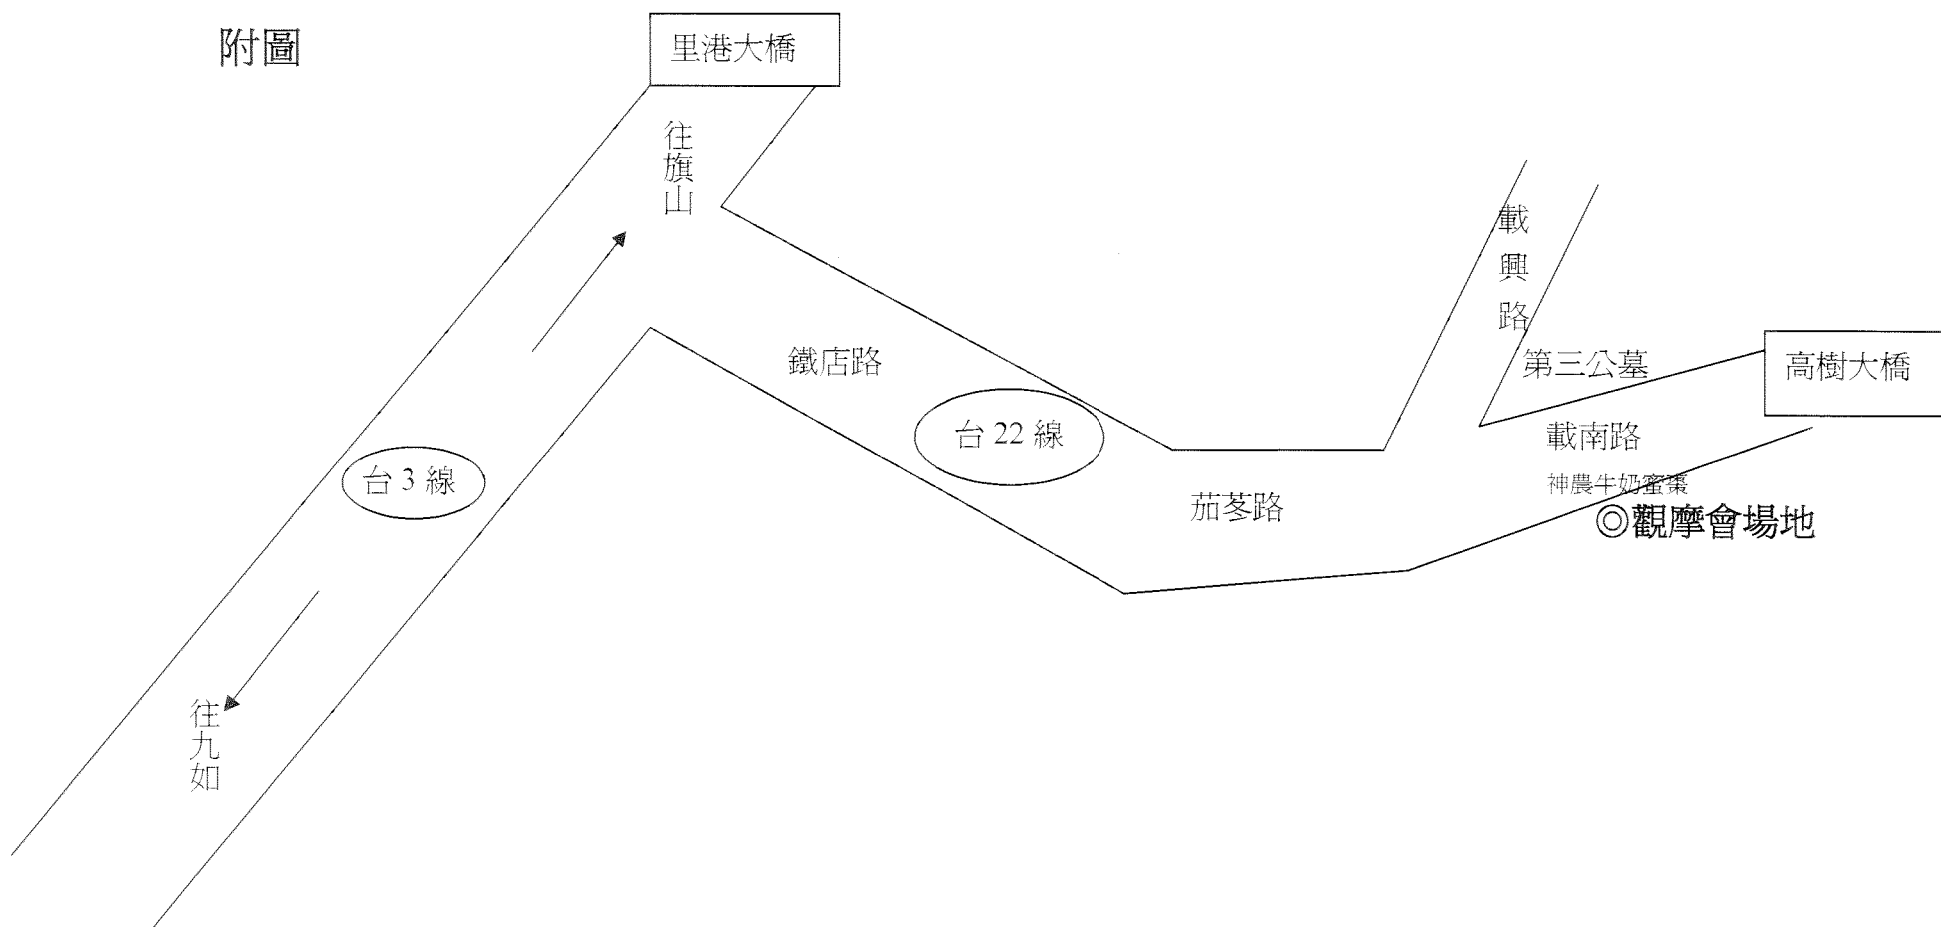 附圖
里港大橋
往旗山
載興路
鐵店路
第三公墓
高樹大橋
台 22 線
載南路
台 3 線
神農牛奶蜜棗
茄苳路
◎觀摩會場地
往九如